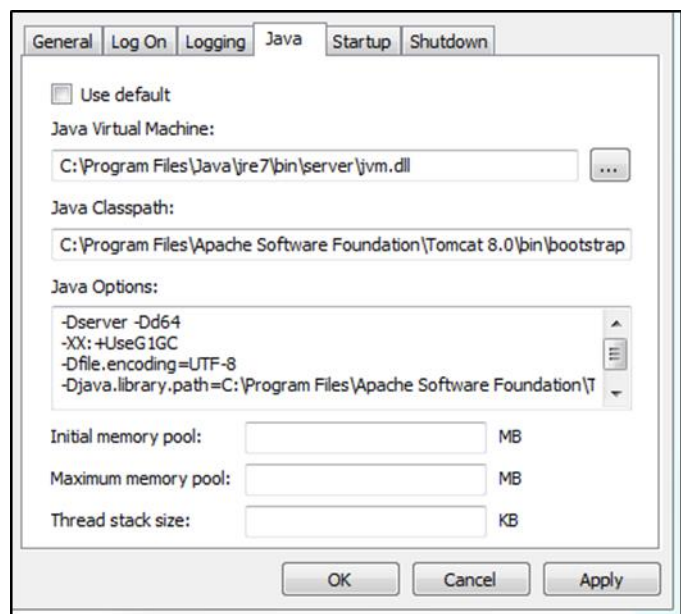 General Log On Logging Java Startup Shutdown
Use default
Java Virtual Machine:
C:\Program Files\Java\jre7\bin\server\jvm.dll
...
Java Classpath:
C:\Program Files\Apache Software Foundation\Tomcat 8.0\bin\bootstrap
Java Options:
-Dserver -Dd64
-XX:+UseG1GC
-Dfile.encoding=UTF-8
-Djava.library.path=C:\Program Files\Apache Software Foundation\T
Initial memory pool: MB
Maximum memory pool: MB
Thread stack size: KB
OK Cancel Apply